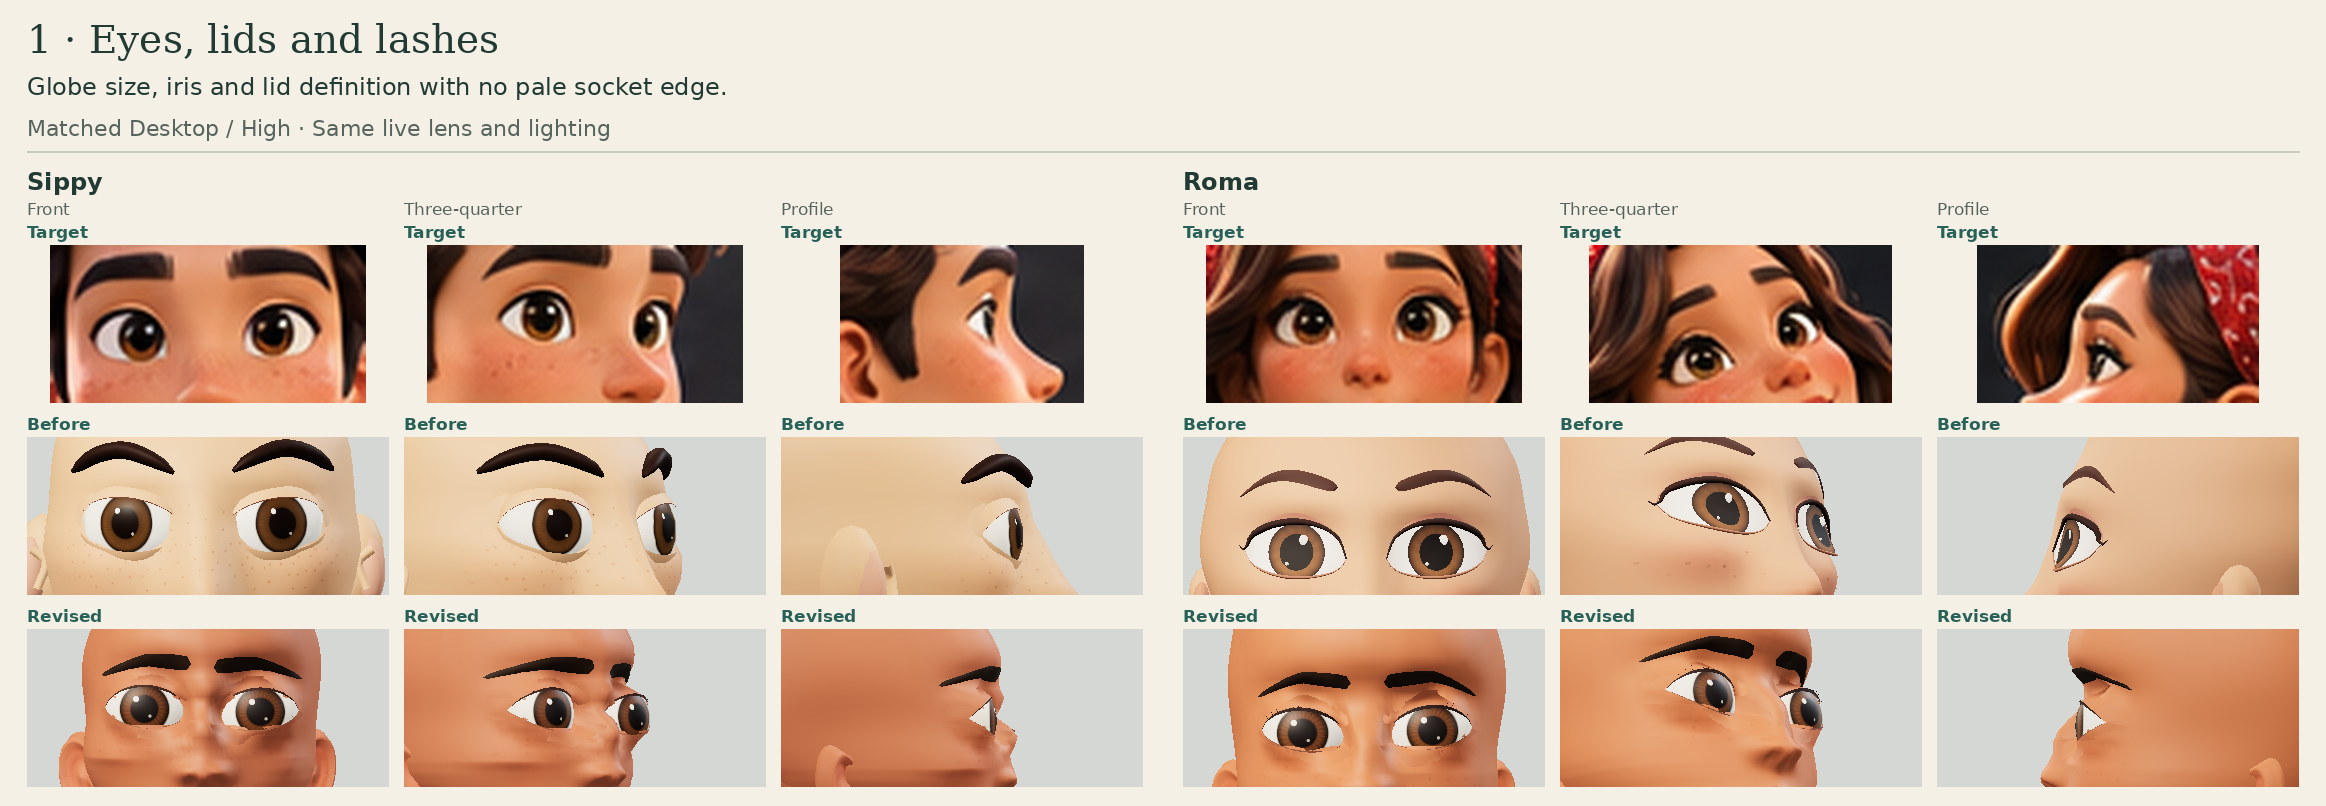 1 · Eyes, lids and lashes
Globe size, iris and lid definition with no pale socket edge.
Matched Desktop / High · Same live lens and lighting
Sippy
Front
Three-quarter
Profile
Target
Target
Target
Before
Before
Before
Revised
Revised
Revised
Roma
Front
Three-quarter
Profile
Target
Target
Target
Before
Before
Before
Revised
Revised
Revised